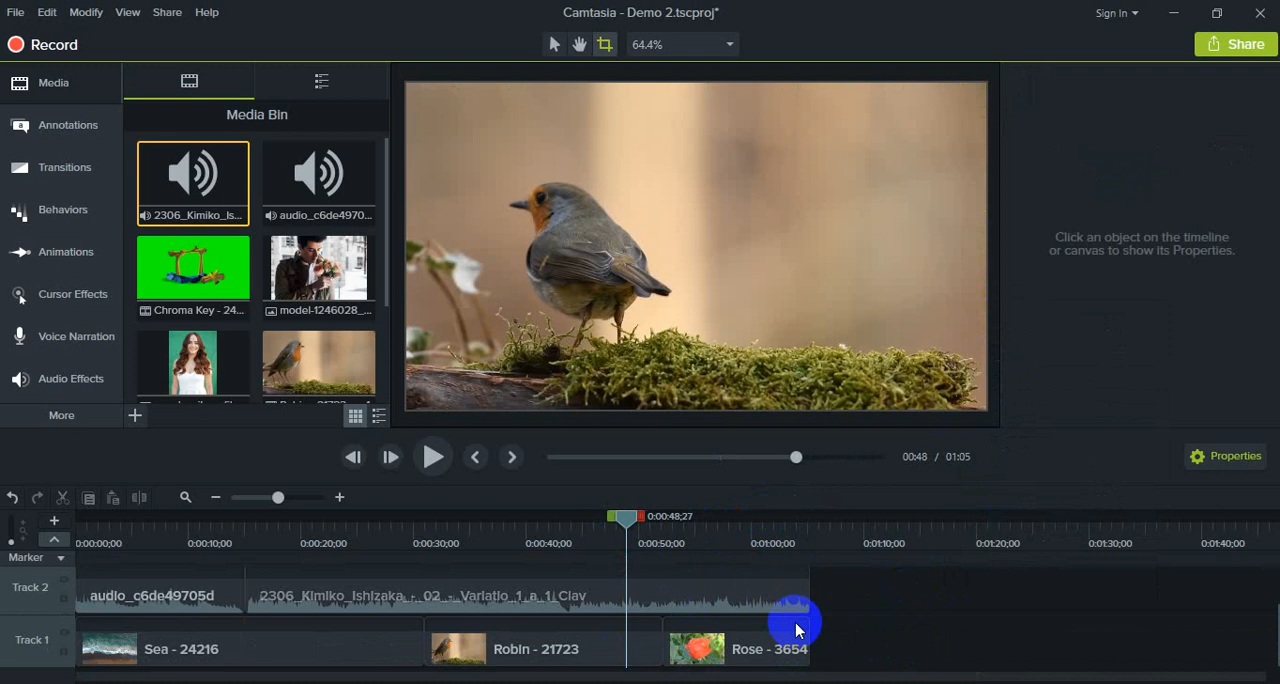 File Edit Modify View Share Help
Camtasia - Demo 2.tscproj*
Sign In
Record
64.4%
Share
Media
Annotations
Transitions
Behaviors
Animations
Cursor Effects
Voice Narration
Audio Effects
More
Media Bin
2306_Kimiko_Is...
audio_c6de4970...
Chroma Key - 24...
model-1246028_...
Click an object on the timeline
or canvas to show its Properties.
00:48 / 01:05
Properties
0:00:48;27
0:00:00;00 0:00:10;00 0:00:20;00 0:00:30;00 0:00:40;00 0:00:50;00 0:01:00;00 0:01:10;00 0:01:20;00 0:01:30;00 0:01:40;00
Marker
Track 2
audio_c6de49705d
2306_Kimiko_Ishizaka_-_02_-_Variatio_1_a_1_Clav
Track 1
Sea - 24216
Robin - 21723
Rose - 3654